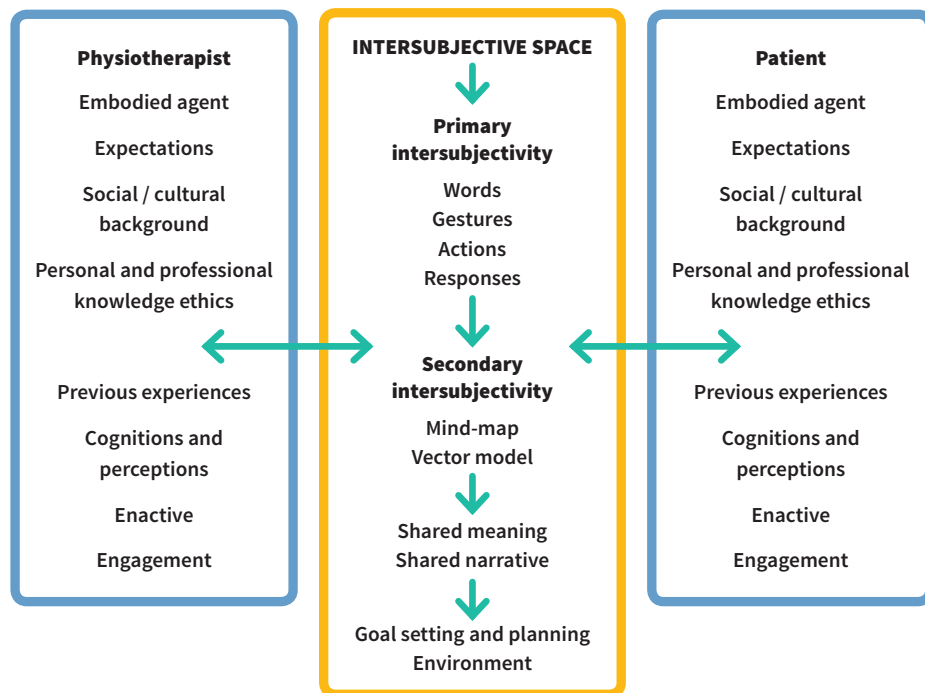 Physiotherapist
Embodied agent
Expectations
Social / cultural
background
Personal and professional
knowledge ethics
Previous experiences
Cognitions and
perceptions
Enactive
Engagement
INTERSUBJECTIVE SPACE
Primary
intersubjectivity
Words
Gestures
Actions
Responses
Secondary
intersubjectivity
Mind-map
Vector model
Shared meaning
Shared narrative
Goal setting and planning
Environment
Patient
Embodied agent
Expectations
Social / cultural
background
Personal and professional
knowledge ethics
Previous experiences
Cognitions and
perceptions
Enactive
Engagement